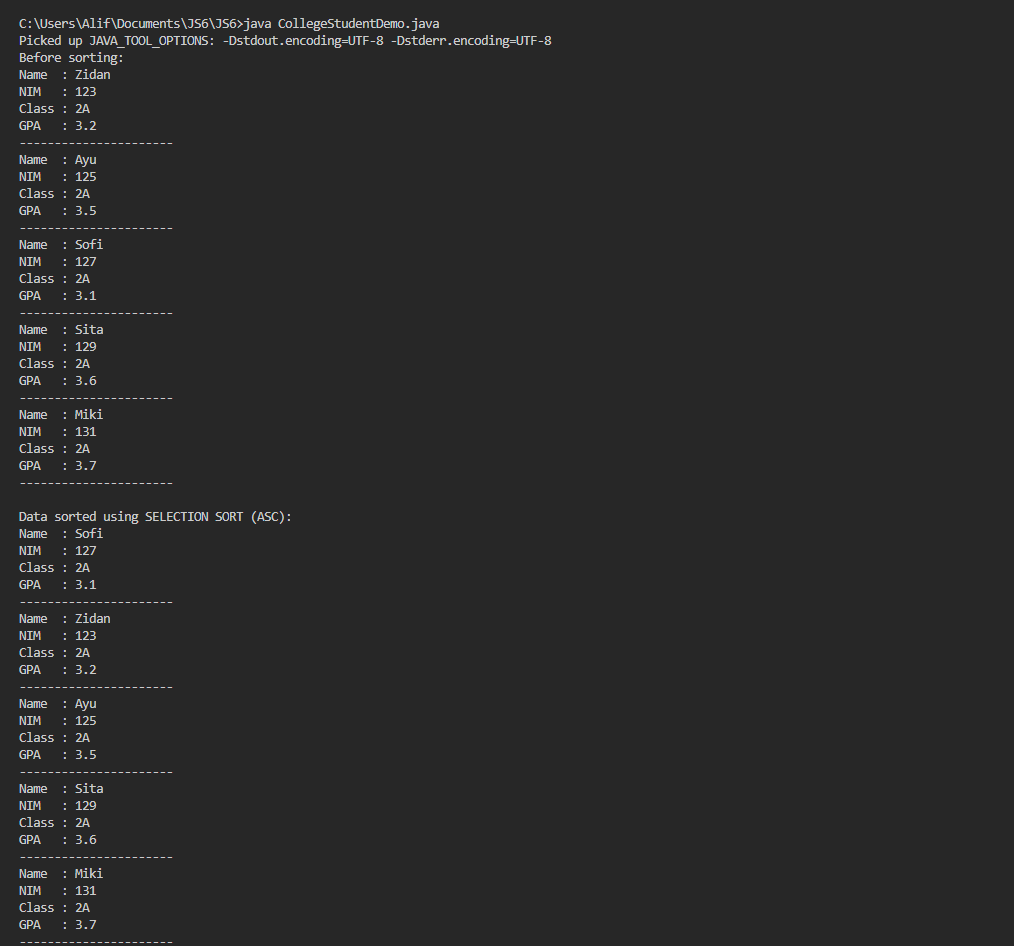 C:\Users\Alif\Documents\JS6\JS6>java CollegeStudentDemo.java
Picked up JAVA_TOOL_OPTIONS: -Dstdout.encoding=UTF-8 -Dstderr.encoding=UTF-8
Before sorting:
Name  : Zidan
NIM   : 123
Class : 2A
GPA   : 3.2
----------------------
Name  : Ayu
NIM   : 125
Class : 2A
GPA   : 3.5
----------------------
Name  : Sofi
NIM   : 127
Class : 2A
GPA   : 3.1
----------------------
Name  : Sita
NIM   : 129
Class : 2A
GPA   : 3.6
----------------------
Name  : Miki
NIM   : 131
Class : 2A
GPA   : 3.7
----------------------

Data sorted using SELECTION SORT (ASC):
Name  : Sofi
NIM   : 127
Class : 2A
GPA   : 3.1
----------------------
Name  : Zidan
NIM   : 123
Class : 2A
GPA   : 3.2
----------------------
Name  : Ayu
NIM   : 125
Class : 2A
GPA   : 3.5
----------------------
Name  : Sita
NIM   : 129
Class : 2A
GPA   : 3.6
----------------------
Name  : Miki
NIM   : 131
Class : 2A
GPA   : 3.7
----------------------